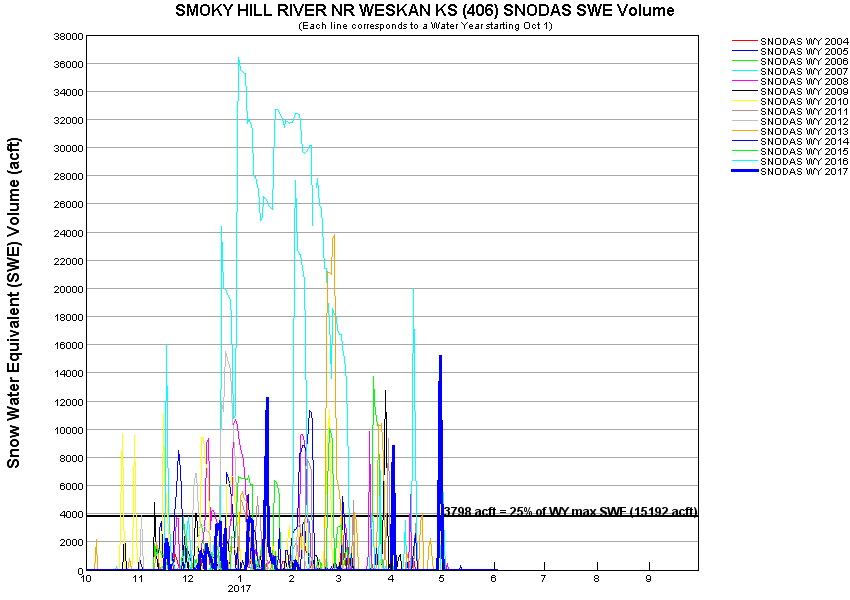 SMOKY HILL RIVER NR WESKAN KS (406) SNODAS SWE Volume
(Each line corresponds to a Water Year starting Oct 1)
Snow Water Equivalent (SWE) Volume (acft)
38000
36000
34000
32000
30000
28000
26000
24000
22000
20000
18000
16000
14000
12000
10000
8000
6000
4000
2000
0
3798 acft = 25% of WY max SWE (15192 acft)
10 11 12 1 2 3 4 5 6 7 8 9
2017
SNODAS WY 2004
SNODAS WY 2005
SNODAS WY 2006
SNODAS WY 2007
SNODAS WY 2008
SNODAS WY 2009
SNODAS WY 2010
SNODAS WY 2011
SNODAS WY 2012
SNODAS WY 2013
SNODAS WY 2014
SNODAS WY 2015
SNODAS WY 2016
SNODAS WY 2017